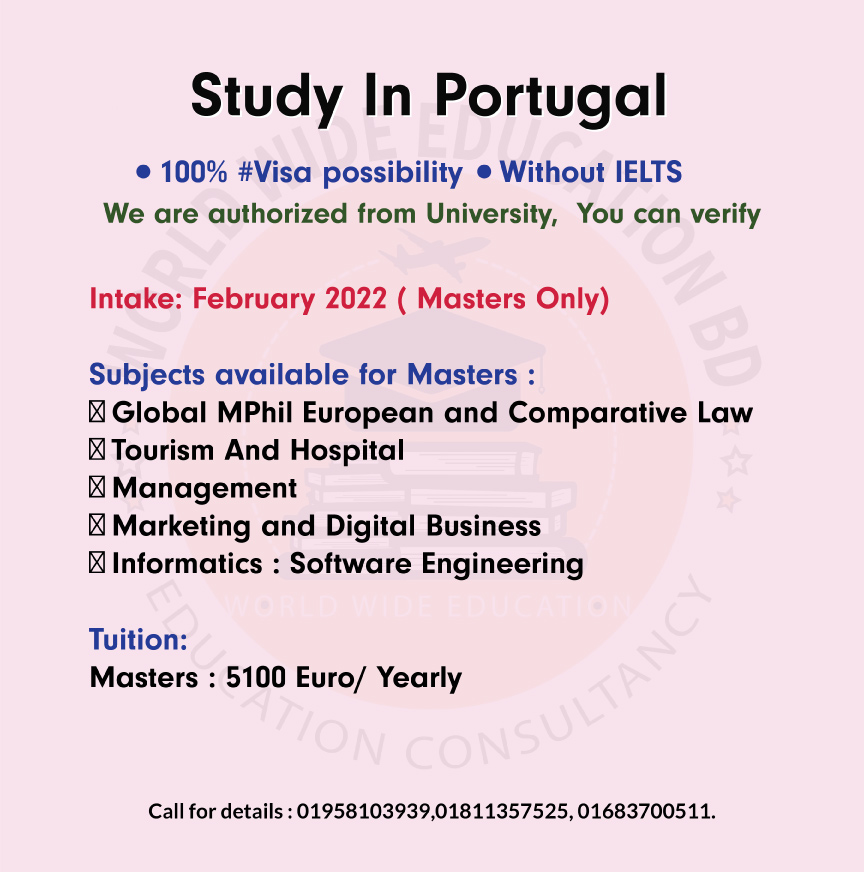 Study In Portugal
• 100% #Visa possibility • Without IELTS
We are authorized from University, You can verify
Intake: February 2022 ( Masters Only)
Subjects available for Masters :
Global MPhil European and Comparative Law
Tourism And Hospital
Management
Marketing and Digital Business
Informatics : Software Engineering
Tuition:
Masters : 5100 Euro/ Yearly
Call for details : 01958103939,01811357525, 01683700511.
WORLD WIDE EDUCATION BD
WORLD WIDE EDUCATION
EDUCATION CONSULTANCY